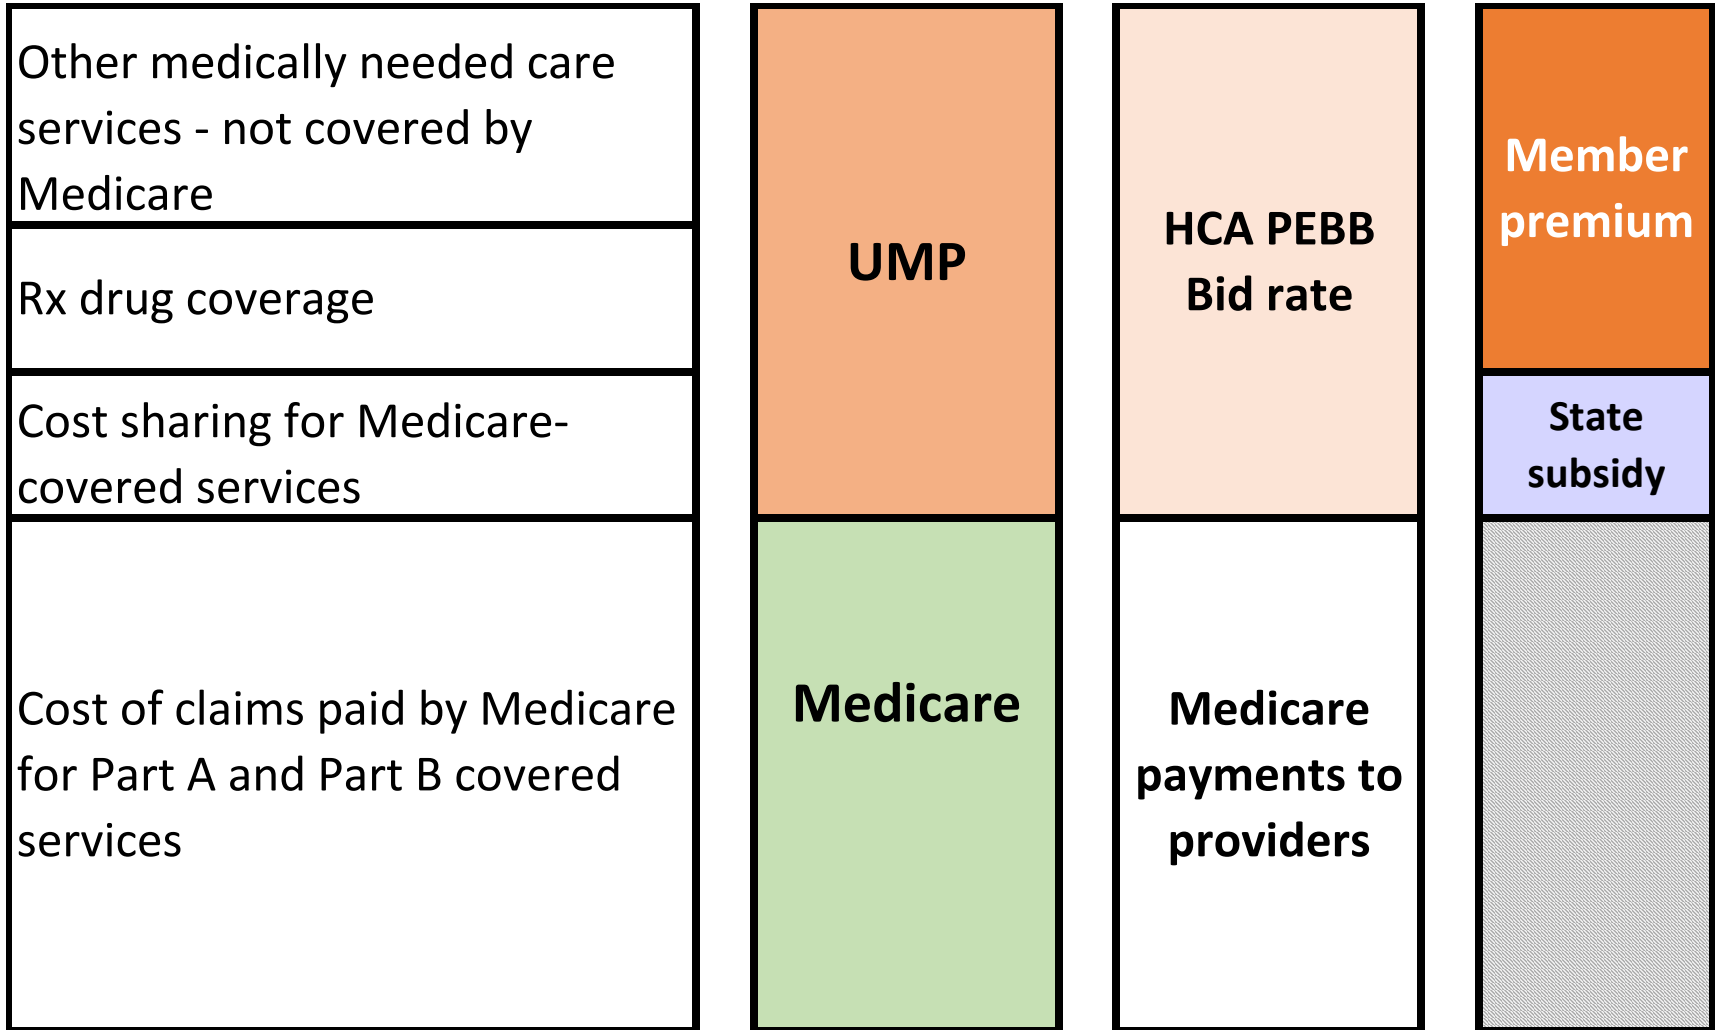 Other medically needed care
services - not covered by
Medicare
Rx drug coverage
Cost sharing for Medicare-
covered services
Cost of claims paid by Medicare
for Part A and Part B covered
services
UMP
Medicare
HCA PEBB
Bid rate
Medicare
payments to
providers
Member
premium
State
subsidy